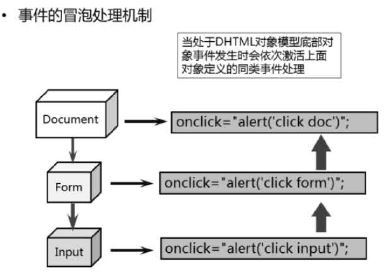 • 事件的冒泡处理机制
当处于DHTML对象模型底部对
象事件发生时会依次激活上面
对象定义的同类事件处理
Document
onclick="alert('click doc')";
Form
onclick="alert('click form')";
Input
onclick="alert('click input')";